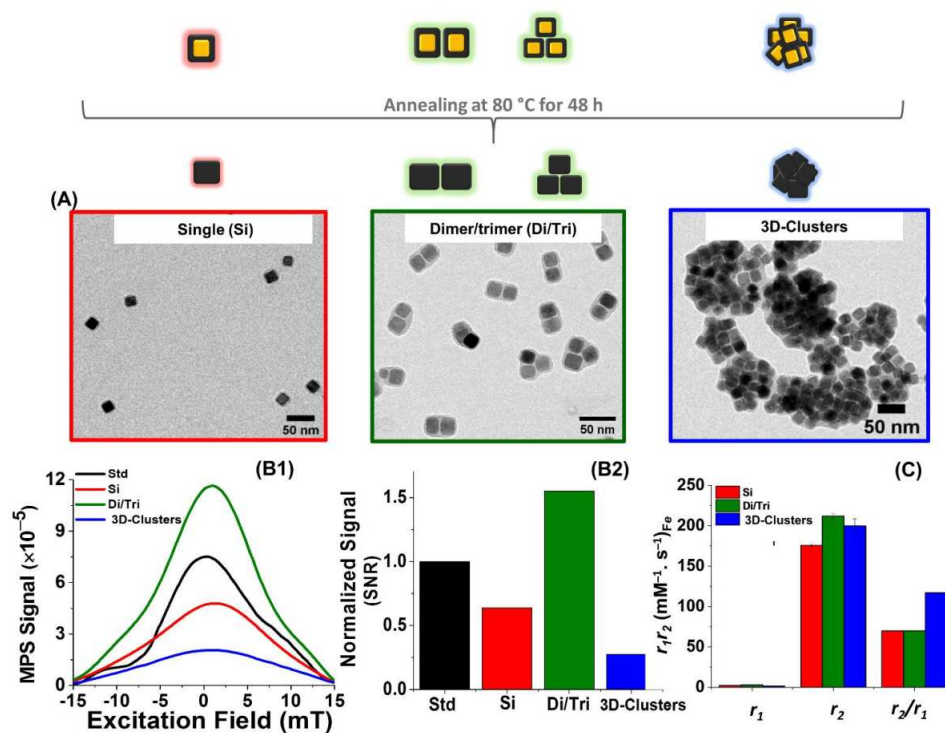 Annealing at 80 °C for 48 h
(A)
Single (Si)
50 nm
Dimer/trimer (Di/Tri)
50 nm
3D-Clusters
50 nm
(B1)
Std
Si
Di/Tri
3D-Clusters
MPS Signal (×10⁻⁵)
12
9
6
3
0
-15
-10
-5
0
5
10
15
Excitation Field (mT)
(B2)
Normalized Signal
(SNR)
1.5
1.0
0.5
0.0
Std
Si
Di/Tri
3D-Clusters
(C)
Si
Di/Tri
3D-Clusters
r₁r₂ (mM⁻¹. s⁻¹)Fe
250
200
150
100
50
0
r₁
r₂
r₂/r₁